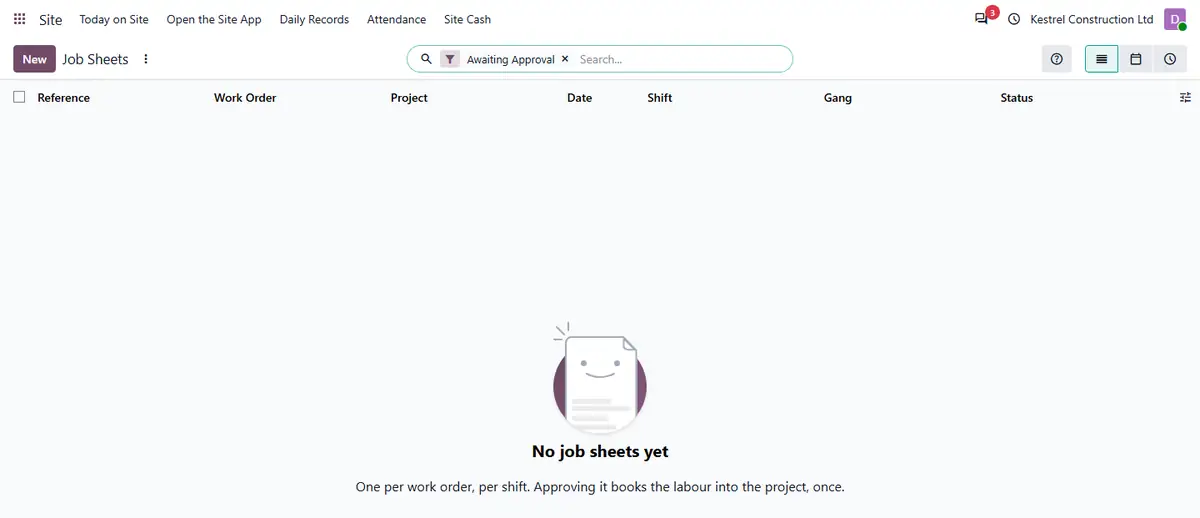 Site Today on Site Open the Site App Daily Records Attendance Site Cash 3 Kestrel Construction Ltd D
New Job Sheets Awaiting Approval × Search...
Reference Work Order Project Date Shift Gang Status
No job sheets yet
One per work order, per shift. Approving it books the labour into the project, once.